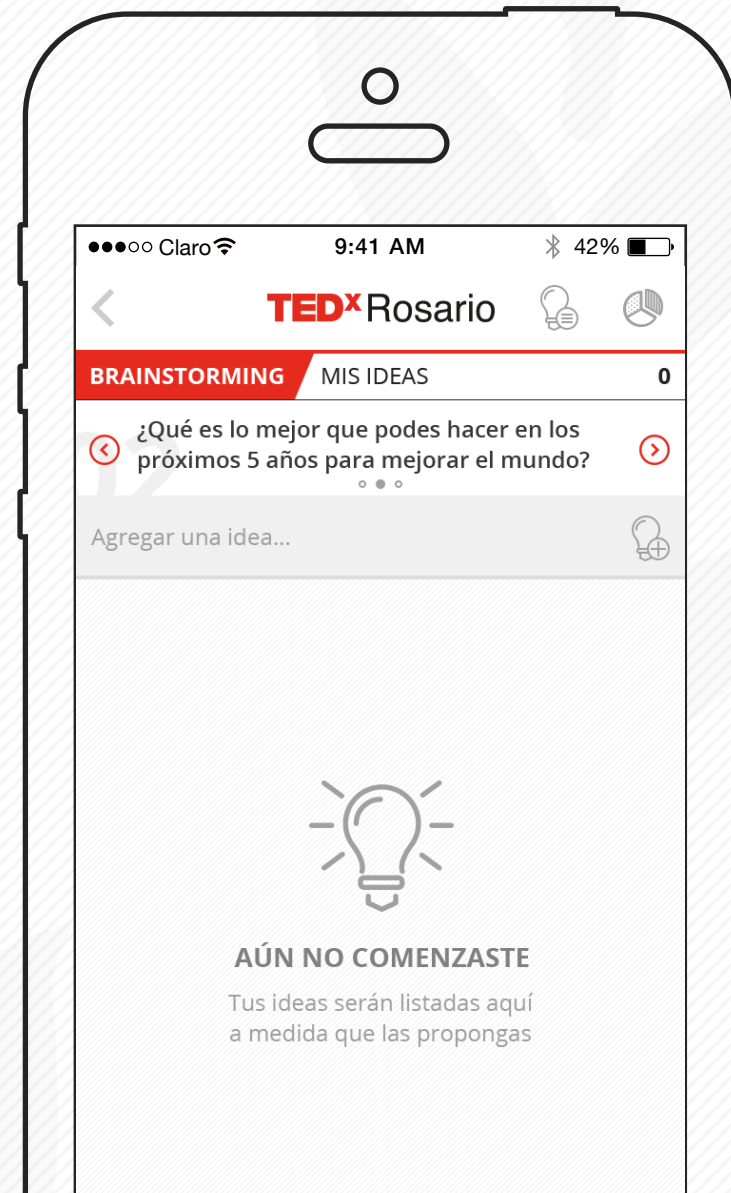 Claro 9:41 AM 42%
TEDx Rosario
BRAINSTORMING MIS IDEAS 0
02
¿Qué es lo mejor que podes hacer en los
próximos 5 años para mejorar el mundo?
Agregar una idea...
AÚN NO COMENZASTE
Tus ideas serán listadas aquí
a medida que las propongas